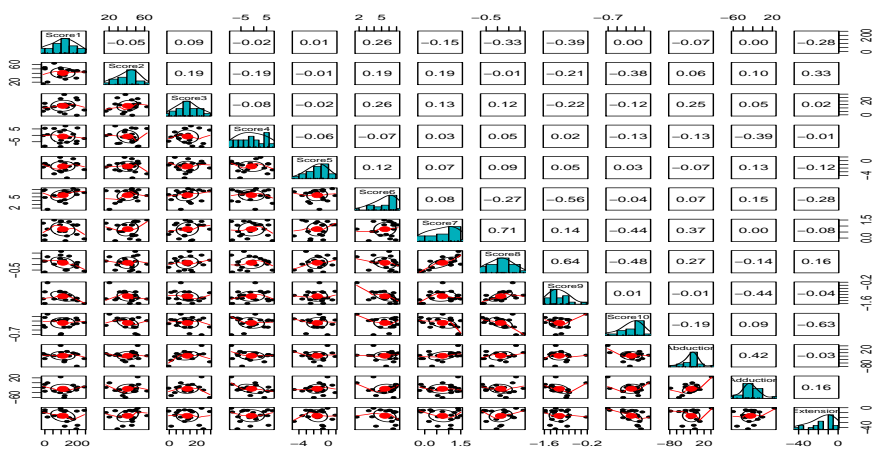 20 60 −5 5 2 5 −0.5 −0.7 −60 20
Score1 −0.05 0.09 −0.02 0.01 0.26 −0.15 −0.33 −0.39 0.00 −0.07 0.00 −0.28 0 200
20 60 Score2 0.19 −0.19 −0.01 0.19 0.19 −0.01 −0.21 −0.38 0.06 0.10 0.33
Score3 −0.08 −0.02 0.26 0.13 0.12 −0.22 −0.12 0.25 0.05 0.02 0 20
−5 5 Score4 −0.06 −0.07 0.03 0.05 0.02 −0.13 −0.13 −0.39 −0.01
Score5 0.12 0.07 0.09 0.05 0.03 −0.07 0.13 −0.12 −4 0
2 5 Score6 0.08 −0.27 −0.56 −0.04 0.07 0.15 −0.28
Score7 0.71 0.14 −0.44 0.37 0.00 −0.08 0.0 1.5
−0.5 Score8 0.64 −0.48 0.27 −0.14 0.16
Score9 0.01 −0.01 −0.44 −0.04 −1.6 −0.2
−0.7 Score10 −0.19 0.09 −0.63
Abduction 0.42 −0.03 −80 20
−60 20 Adduction 0.16
Extension −40 0
0 200 0 20 −4 0 0.0 1.5 −1.6 −0.2 −80 20 −40 0